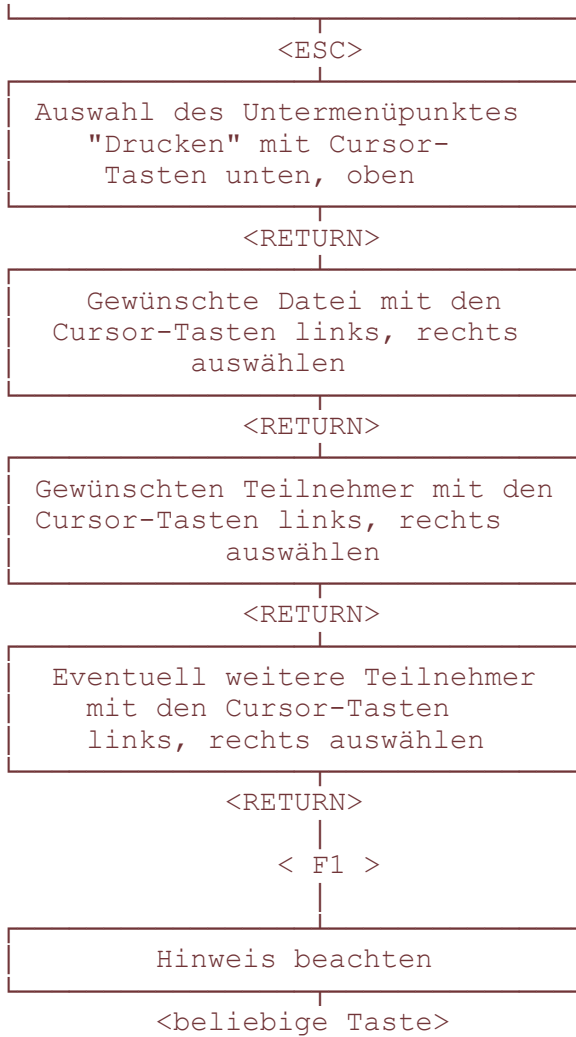 <ESC>
Auswahl des Untermenüpunktes
"Drucken" mit Cursor-
Tasten unten, oben
<RETURN>
Gewünschte Datei mit den
Cursor-Tasten links, rechts
auswählen
<RETURN>
Gewünschten Teilnehmer mit den
Cursor-Tasten links, rechts
auswählen
<RETURN>
Eventuell weitere Teilnehmer
mit den Cursor-Tasten
links, rechts auswählen
<RETURN>
< F1 >
Hinweis beachten
<beliebige Taste>